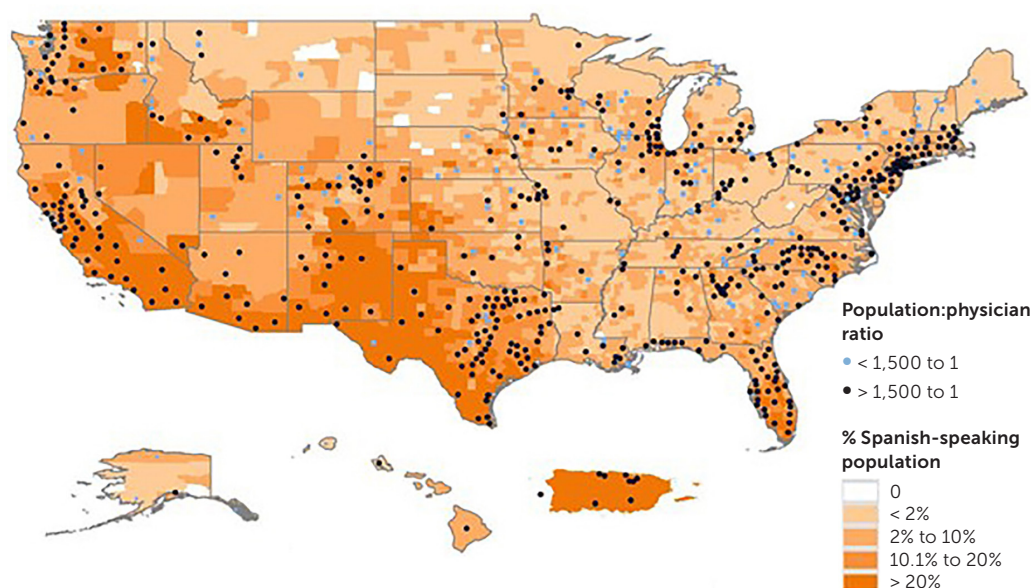 Population:physician
ratio
< 1,500 to 1
> 1,500 to 1
% Spanish-speaking
population
0
< 2%
2% to 10%
10.1% to 20%
> 20%